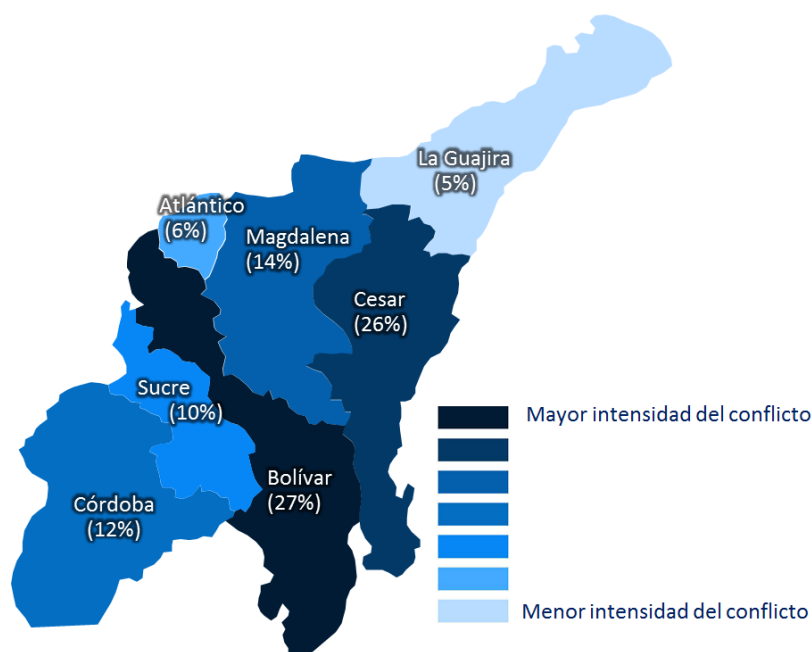 La Guajira
(5%)
Atlántico
(6%)
Magdalena
(14%)
Cesar
(26%)
Sucre
(10%)
Mayor intensidad del conflicto
Bolívar
(27%)
Córdoba
(12%)
Menor intensidad del conflicto